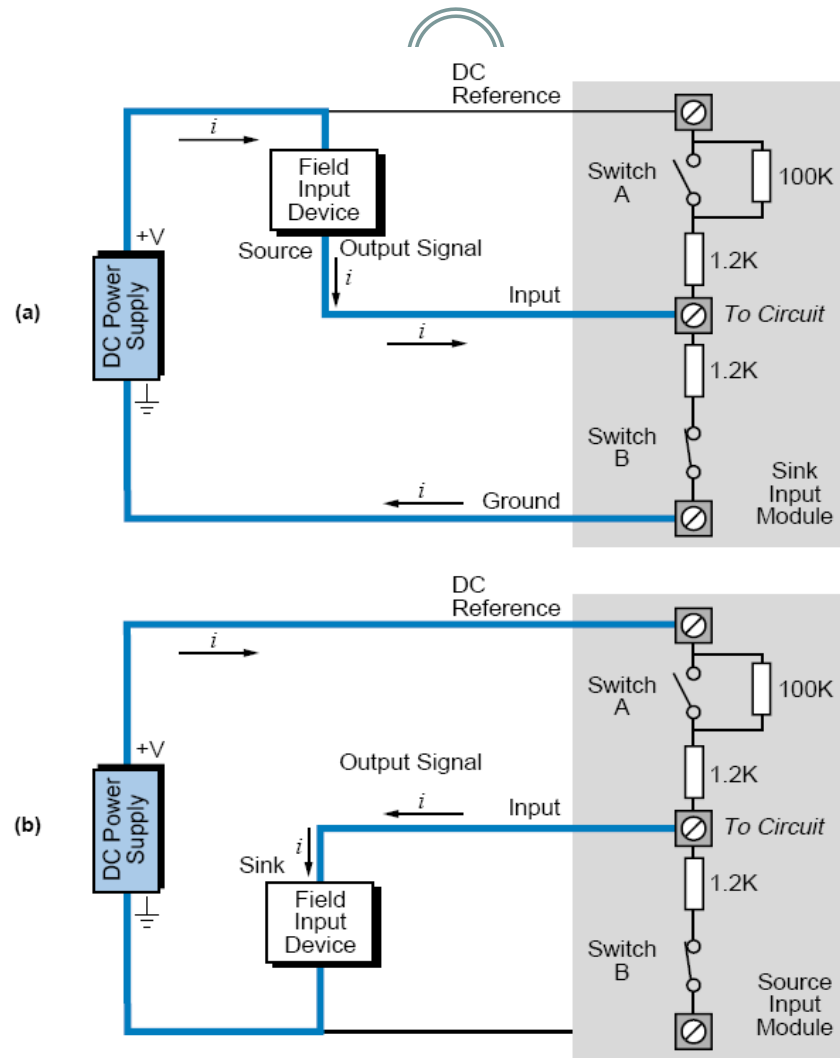 DC
Reference
i
Field
Input
Device
Switch
A
100K
+V
Source
Output Signal
1.2K
i
Input
To Circuit
(a)
DC Power
Supply
i
1.2K
Switch
B
Sink
Input
Module
i
Ground
DC
Reference
i
Switch
A
100K
+V
Output Signal
1.2K
i
Input
To Circuit
(b)
DC Power
Supply
i
Sink
1.2K
Field
Input
Device
Switch
B
Source
Input
Module